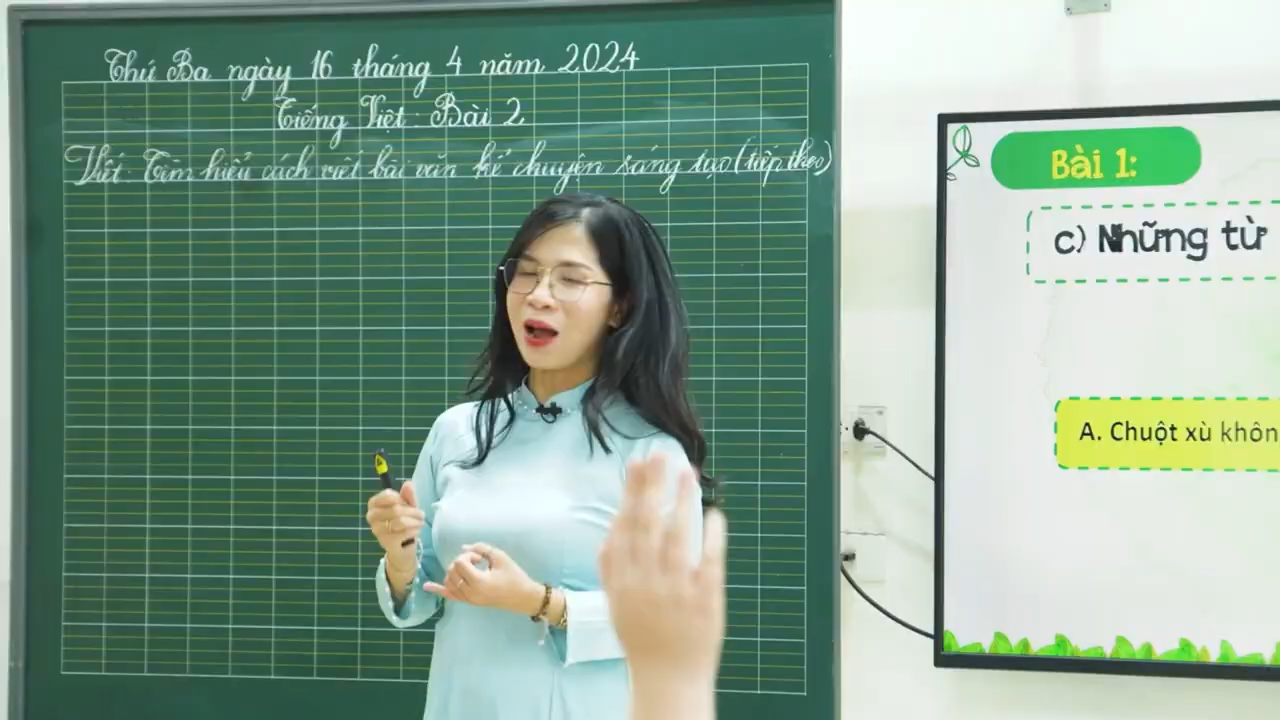 Thứ Ba ngày 16 tháng 4 năm 2024
Tiếng Việt: Bài 2
Viết: Tìm hiểu cách viết bài văn kể chuyện sáng tạo (tiếp theo)
Bài 1:
c) Những từ
A. Chuột xù khôn